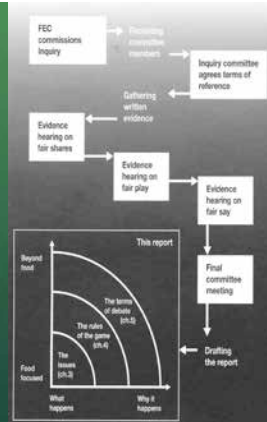 FEC
commissions
Inquiry
Recruiting
committee
members
Inquiry committee
agrees terms of
reference
Gathering
written
evidence
Evidence
hearing on
fair shares
Evidence
hearing on
fair play
Evidence
hearing on
fair say
Final
committee
meeting
Drafting
the report
This report
Beyond
food
Food
focused
The terms
of debate
(ch.5)
The rules
of the game
(ch.4)
The
issues
(ch.3)
What
happens
Why it
happens